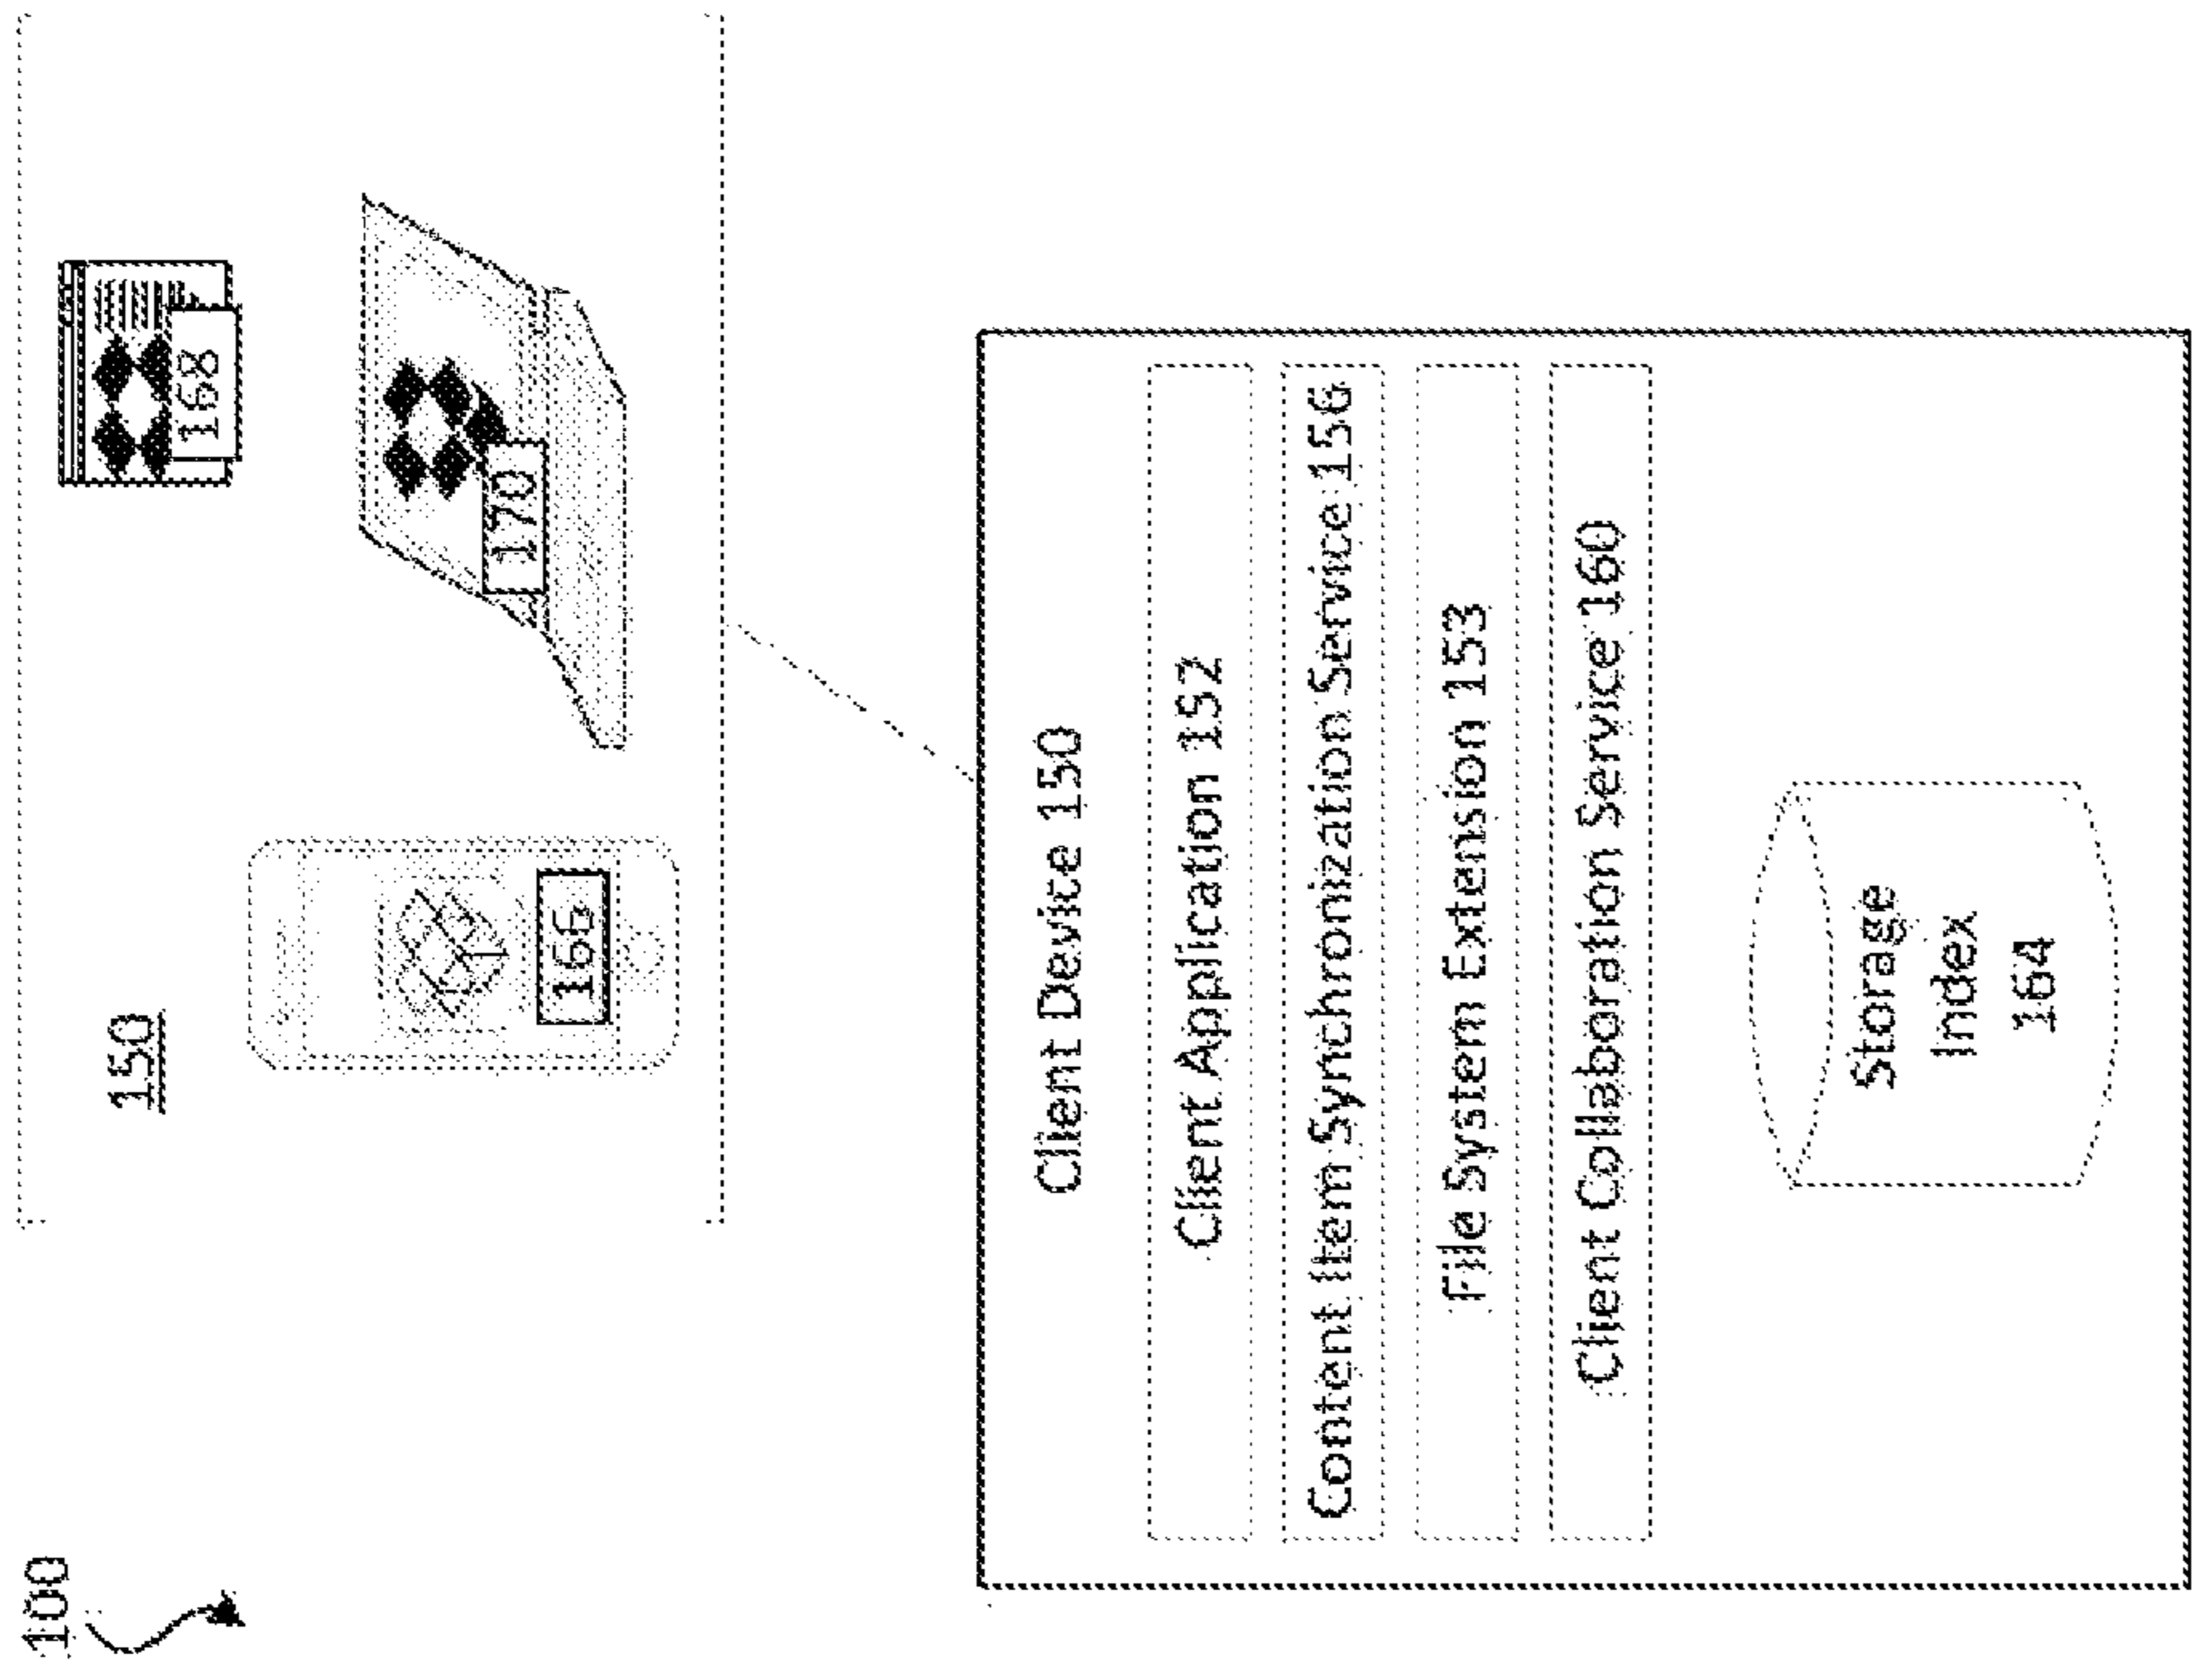 100
150
166
168
170
Client Device 150
Client Application 152
Content Item Synchronization Service 156
File System Extension 153
Client Collaboration Service 160
Storage
Index
164